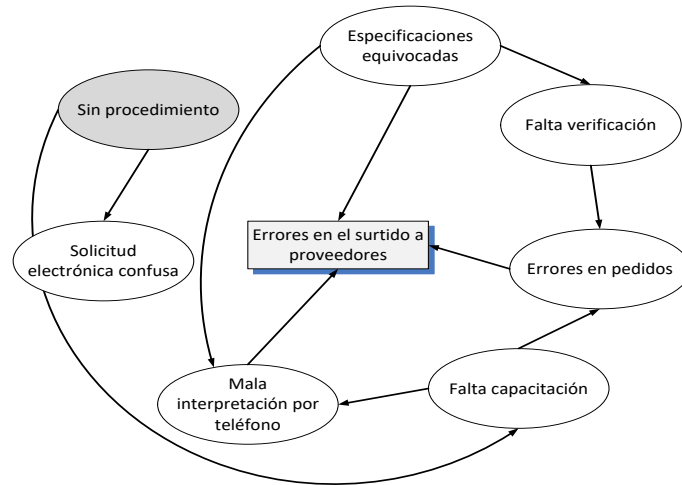 Especificaciones
equivocadas
Sin procedimiento
Falta verificación
Errores en el surtido a
proveedores
Solicitud
electrónica confusa
Errores en pedidos
Mala
interpretación por
teléfono
Falta capacitación